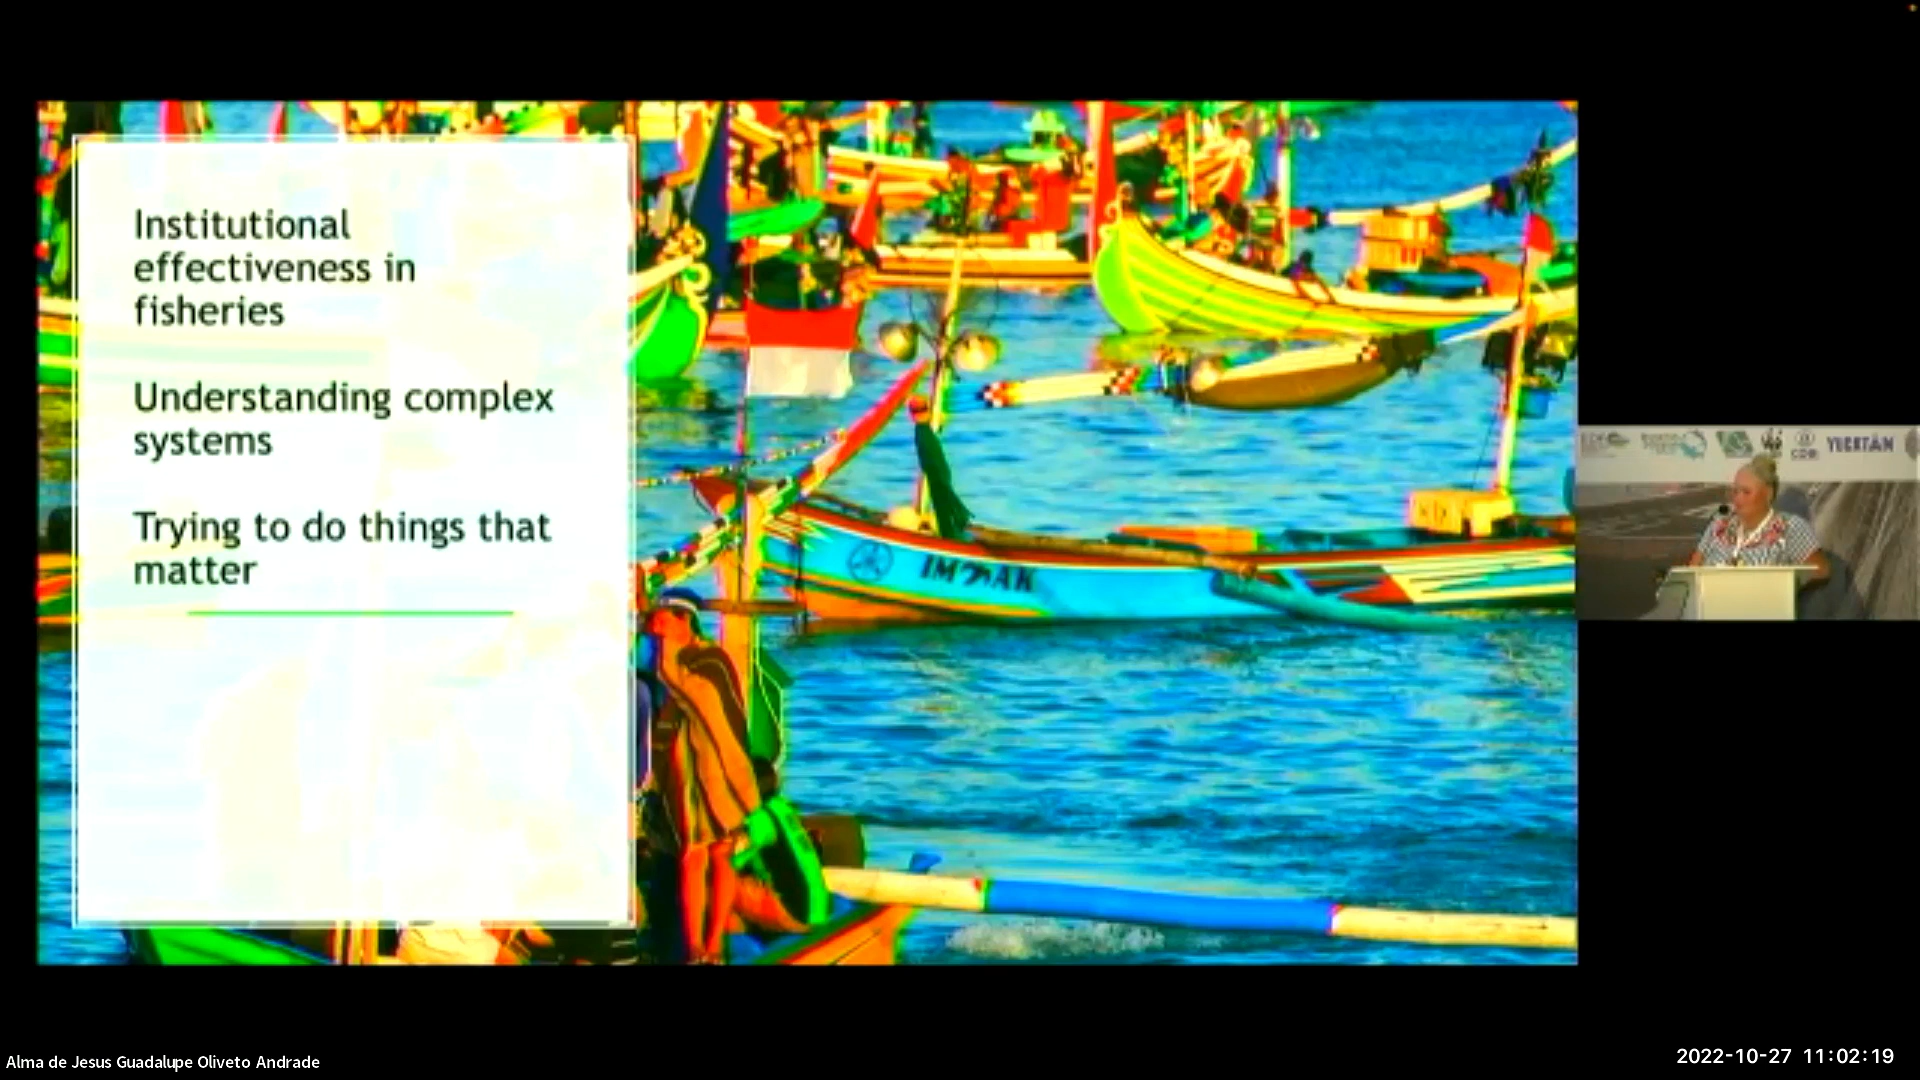 Institutional
effectiveness in
fisheries
Understanding complex
systems
Trying to do things that
matter
YUCATÁN
Alma de Jesus Guadalupe Oliveto Andrade
2022-10-27 11:02:19